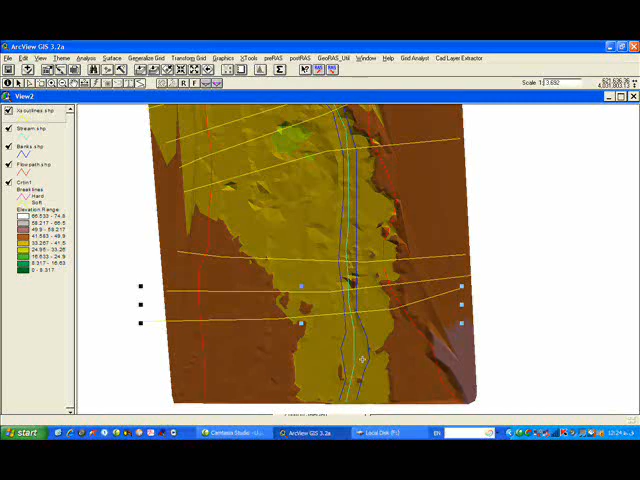 ArcView GIS 3.2a
File Edit View Theme Analysis Surface Generalize Grid Transform Grid Graphics XTools preRAS postRAS GeoRAS_Util Window Help Grid Analyst Cad Layer Extractor
Scale 1:
View2
Stream.shp
Banks.shp
Flowpath.shp
Breaklines
Hard
Soft
Elevation Range:
66.533 - 74.8
58.217 - 66.5
49.9 - 58.217
41.583 - 49.9
33.267 - 41.5
24.95 - 33.26
16.633 - 24.9
8.317 - 16.63
0 - 8.317
start
Camtasia Studio - U...
ArcView GIS 3.2a
Local Disk (F:)
EN
12:24